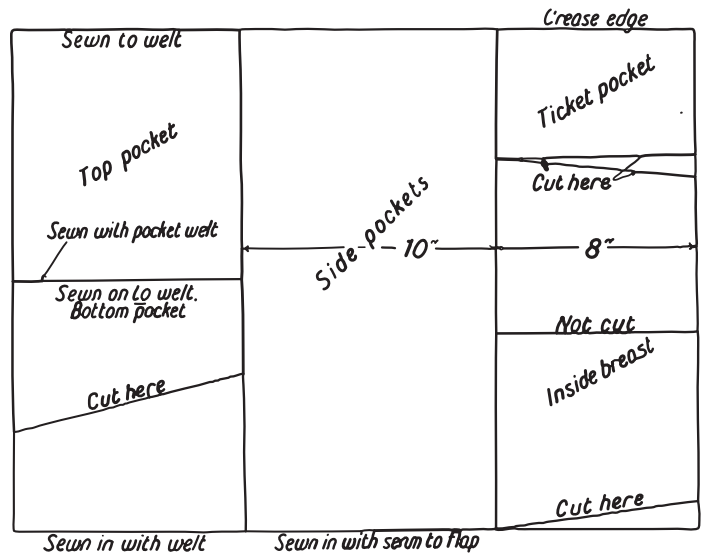 Crease edge
Sewn to welt
Ticket pocket
Top pocket
Cut here
Side pockets
Sewn with pocket welt
10"
8"
Sewn on to welt.
Bottom pocket
Not cut
Inside breast
Cut here
Cut here
Sewn in with welt
Sewn in with seam to flap